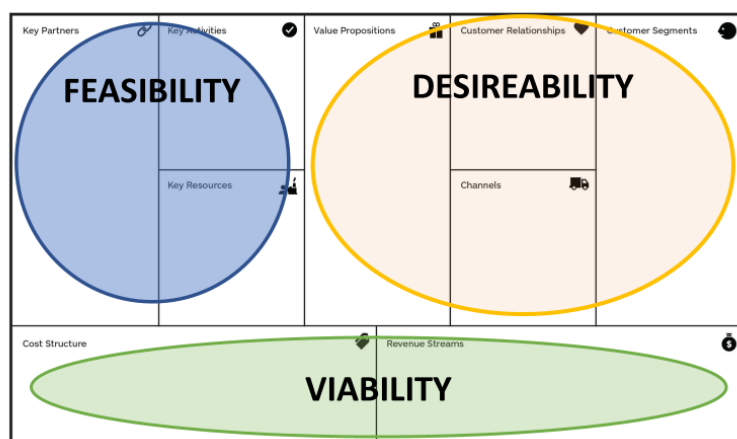 Key Partners
Key Activities
Value Propositions
Customer Relationships
Customer Segments
FEASIBILITY
DESIREABILITY
Key Resources
Channels
Cost Structure
Revenue Streams
VIABILITY